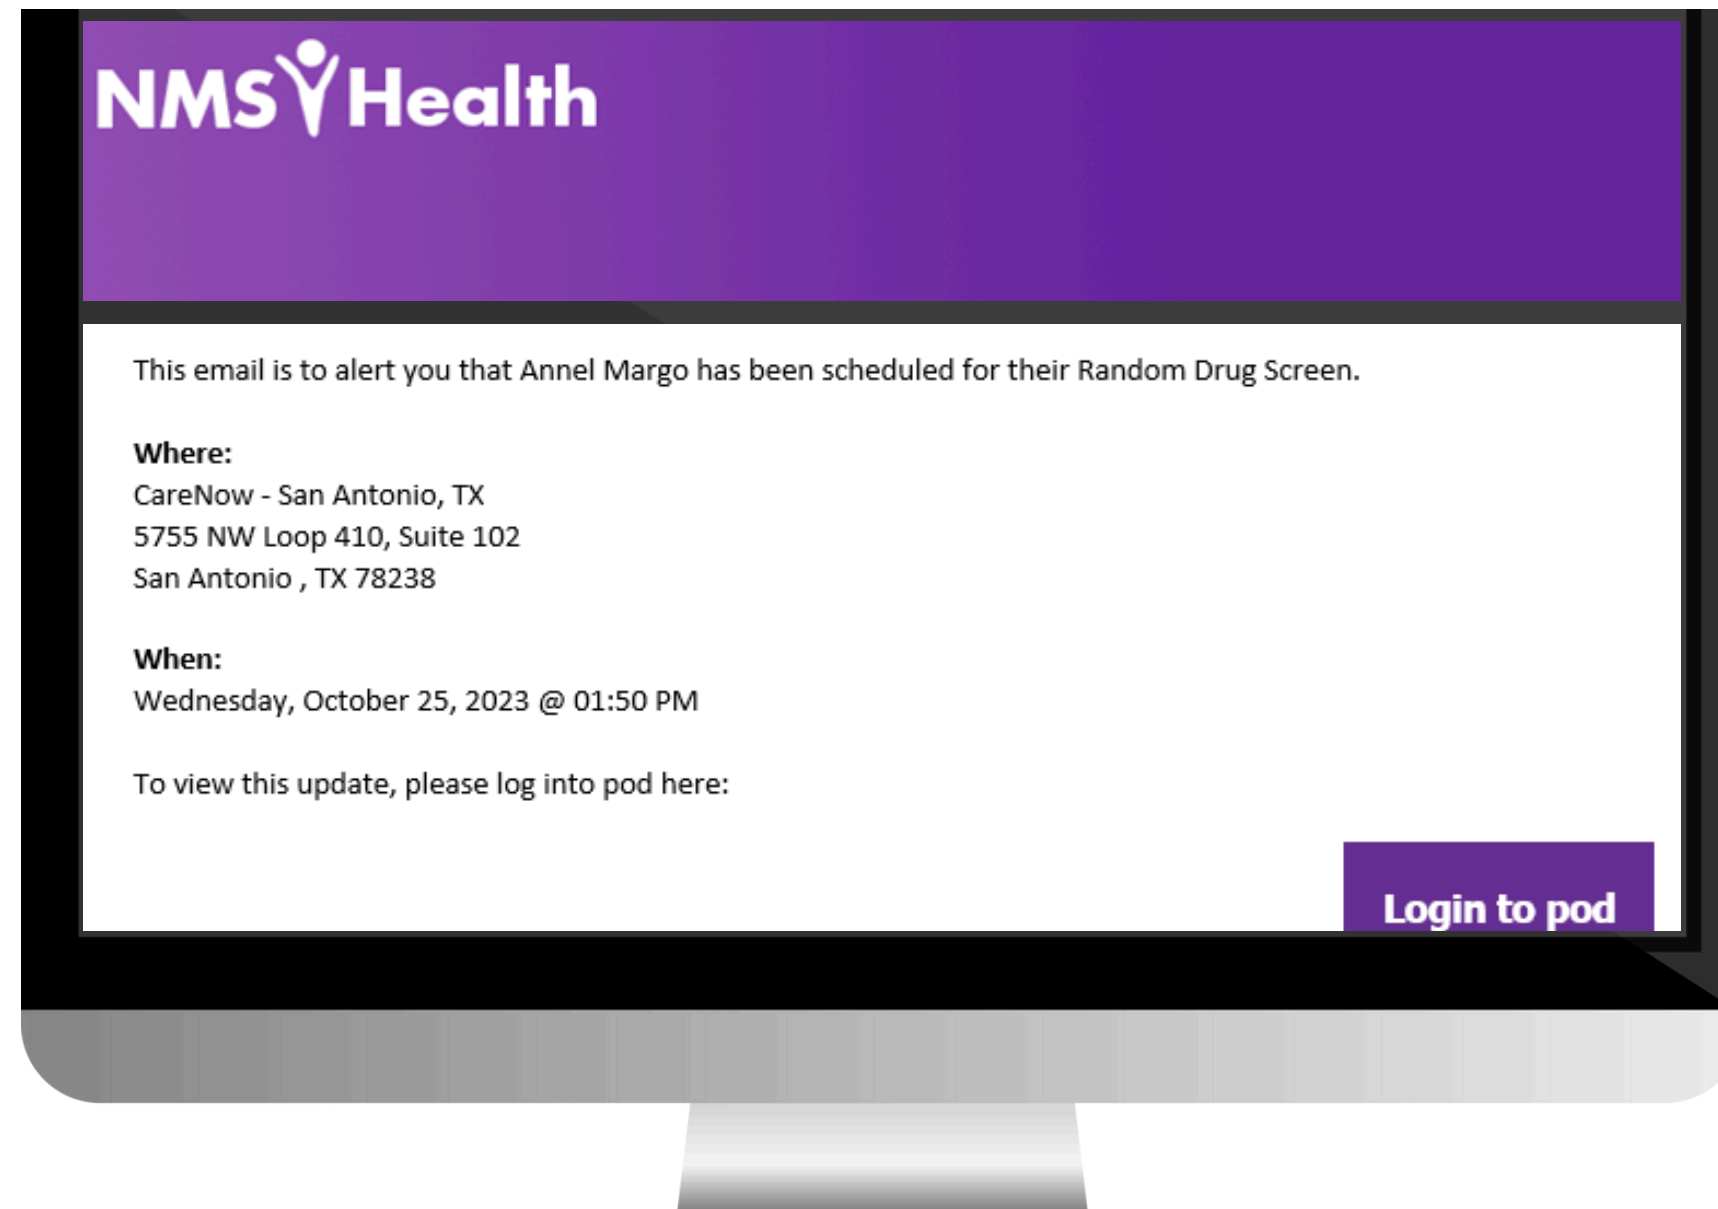 NMS Health
This email is to alert you that Annel Margo has been scheduled for their Random Drug Screen.
Where:
CareNow - San Antonio, TX
5755 NW Loop 410, Suite 102
San Antonio , TX 78238
When:
Wednesday, October 25, 2023 @ 01:50 PM
To view this update, please log into pod here:
Login to pod